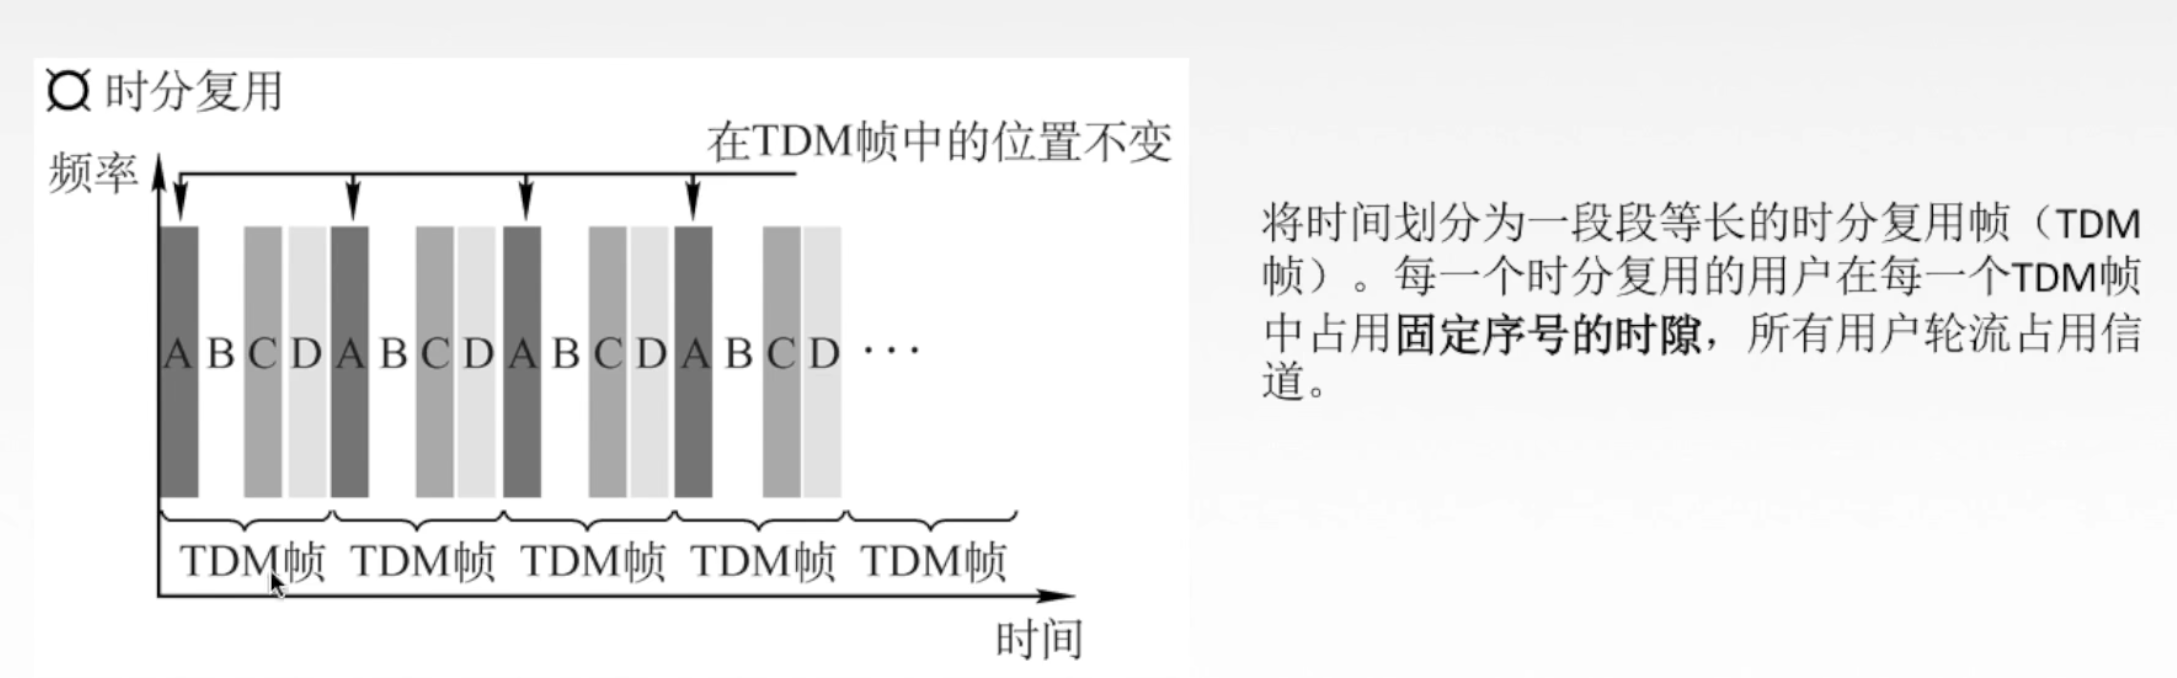 ¤ 时分复用
在TDM帧中的位置不变
频率
A B C D A B C D A B C D A B C D ···
TDM帧 TDM帧 TDM帧 TDM帧 TDM帧
时间
将时间划分为一段段等长的时分复用帧（TDM
帧）。每一个时分复用的用户在每一个TDM帧
中占用固定序号的时隙，所有用户轮流占用信
道。